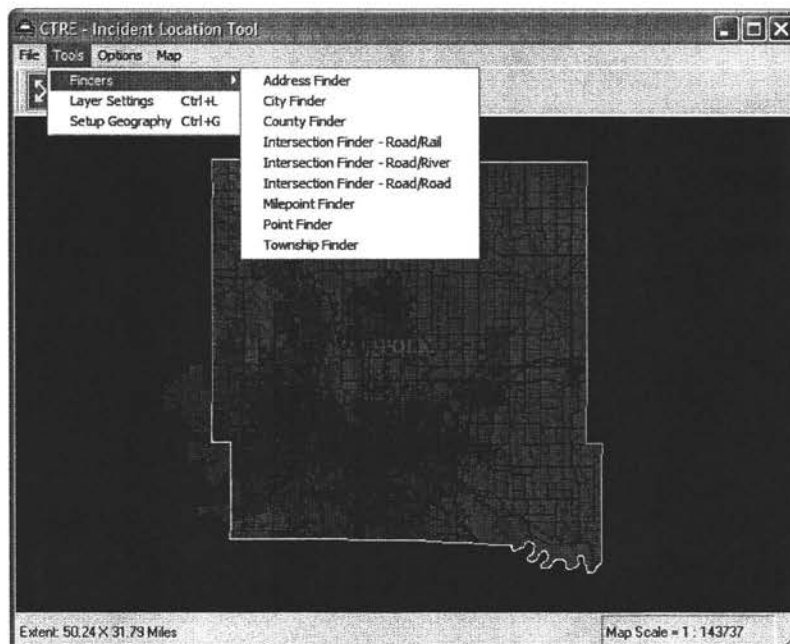 CTRE - Incident Location Tool
File Tools Options Map
Finders
Layer Settings Ctrl+L
Setup Geography Ctrl+G
Address Finder
City Finder
County Finder
Intersection Finder - Road/Rail
Intersection Finder - Road/River
Intersection Finder - Road/Road
Milepoint Finder
Point Finder
Township Finder
POLK
Extent: 50.24 X 31.79 Miles
Map Scale = 1 : 143737